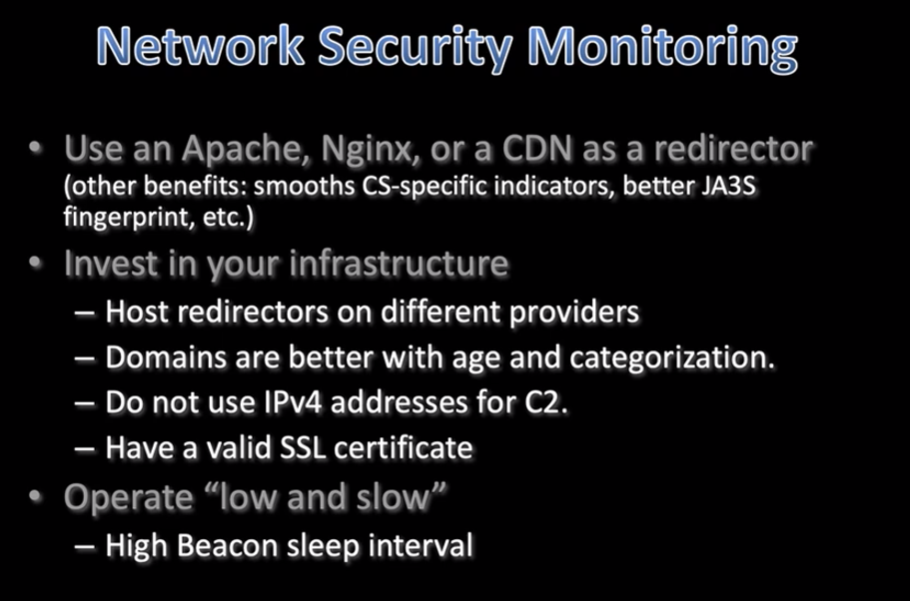 Network Security Monitoring
• Use an Apache, Nginx, or a CDN as a redirector
(other benefits: smooths CS-specific indicators, better JA3S
fingerprint, etc.)
• Invest in your infrastructure
– Host redirectors on different providers
– Domains are better with age and categorization.
– Do not use IPv4 addresses for C2.
– Have a valid SSL certificate
• Operate “low and slow”
– High Beacon sleep interval